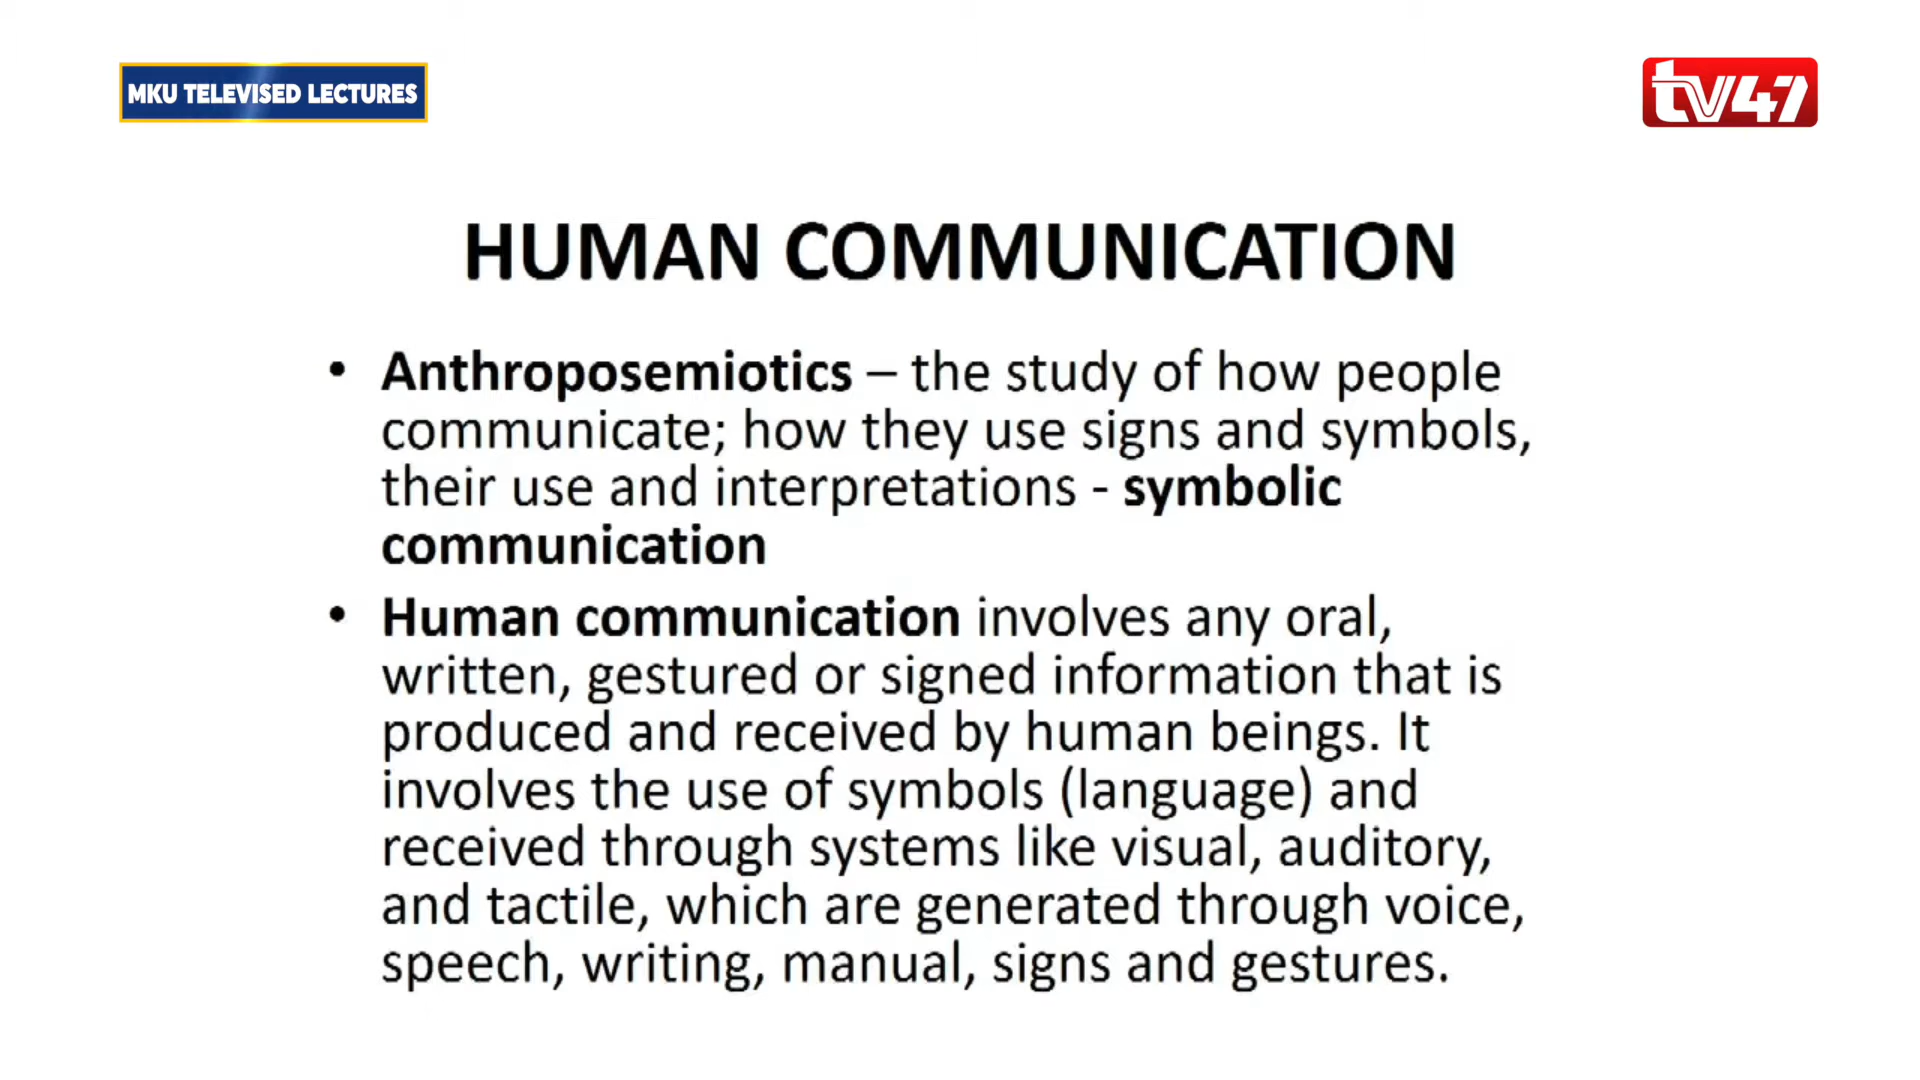 MKU TELEVISED LECTURES
tv47
HUMAN COMMUNICATION
• Anthroposemiotics – the study of how people
communicate; how they use signs and symbols,
their use and interpretations - symbolic
communication
• Human communication involves any oral,
written, gestured or signed information that is
produced and received by human beings. It
involves the use of symbols (language) and
received through systems like visual, auditory,
and tactile, which are generated through voice,
speech, writing, manual, signs and gestures.